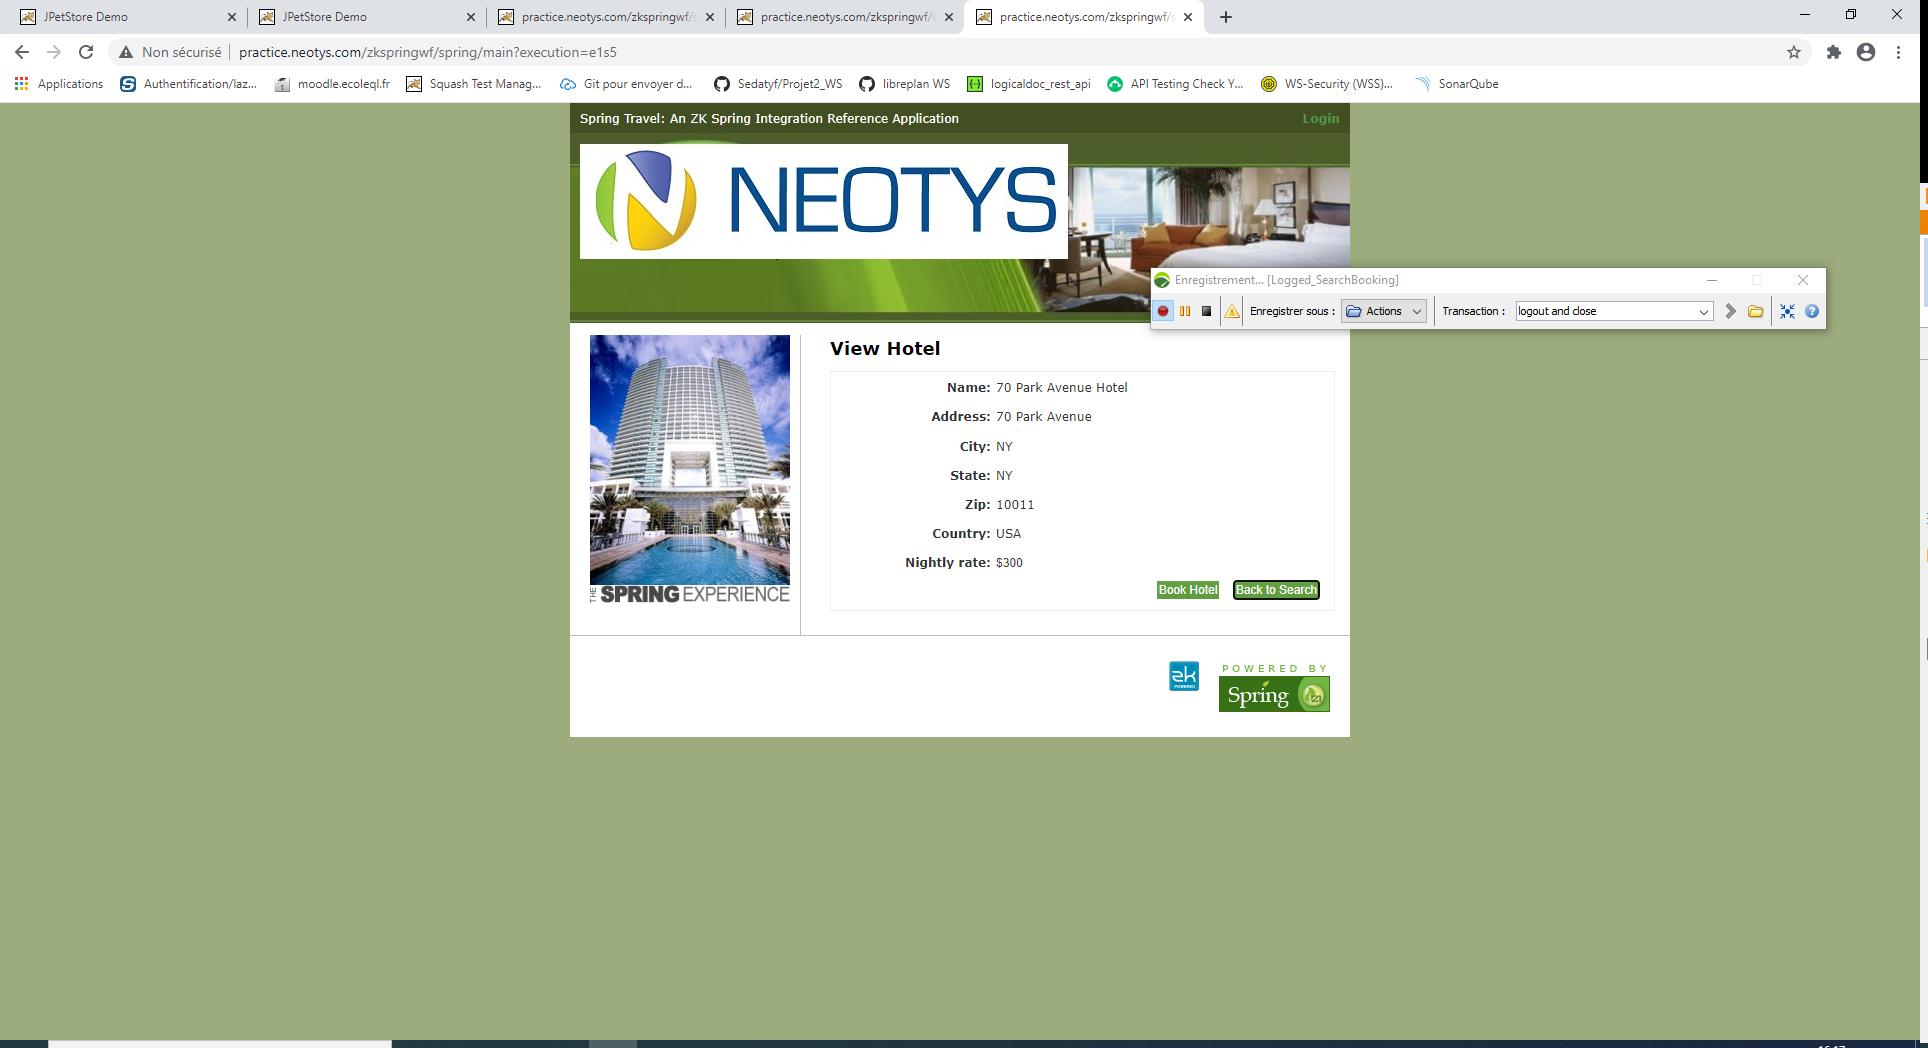 JPetStore Demo
JPetStore Demo
practice.neotys.com/zkspringwf/s
practice.neotys.com/zkspringwf/s
practice.neotys.com/zkspringwf/s
Non sécurisé practice.neotys.com/zkspringwf/spring/main?execution=e1s5
Applications Authentification/laz... moodle.ecoleql.fr Squash Test Manag... Git pour envoyer d... Sedatyf/Projet2_WS libreplan WS logicaldoc_rest_api API Testing Check Y... WS-Security (WSS)... SonarQube
Spring Travel: An ZK Spring Integration Reference Application Login
NEOTYS
Enregistrement... [Logged_SearchBooking]
Enregistrer sous : Actions Transaction : logout and close
View Hotel
Name: 70 Park Avenue Hotel
Address: 70 Park Avenue
City: NY
State: NY
Zip: 10011
Country: USA
Nightly rate: $300
Book Hotel Back to Search
THE SPRING EXPERIENCE
zk POWERED
POWERED BY
Spring